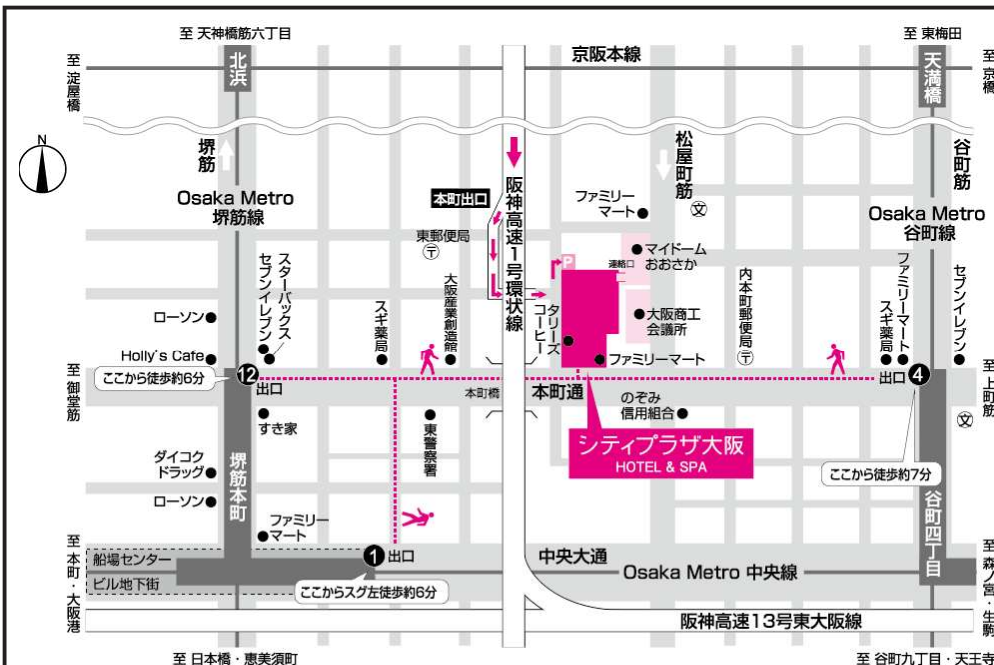 至 天神橋筋六丁目
至 東梅田
京阪本線
至 淀屋橋
北浜
天満橋
至 京橋
N
堺筋
松屋町筋
谷町筋
Osaka Metro
堺筋線
本町出口
阪神高速1号環状線
ファミリー
マート
文
Osaka Metro
谷町線
東郵便局
〒
マイドーム
おおさか
P
連絡口
スターバックス
セブンイレブン
ローソン
スギ薬局
大阪産業創造館
タリーズ
コーヒー
大阪商工
会議所
内本町郵便局
〒
スギ薬局
ファミリーマート
セブンイレブン
Holly's Cafe
ファミリーマート
ここから徒歩約6分
12
出口
出口
4
至 御堂筋
本町橋
本町通
至 上町筋
すき家
東警察署
のぞみ
信用組合
文
シティプラザ大阪
HOTEL & SPA
ダイコク
ドラッグ
堺筋本町
ここから徒歩約7分
ローソン
谷町四丁目
ファミリー
マート
至 本町・大阪港
船場センター
ビル地下街
1
出口
中央大通
Osaka Metro 中央線
至 森ノ宮・生駒
ここからスグ左徒歩約6分
阪神高速13号東大阪線
至 日本橋・恵美須町
至 谷町九丁目・天王寺